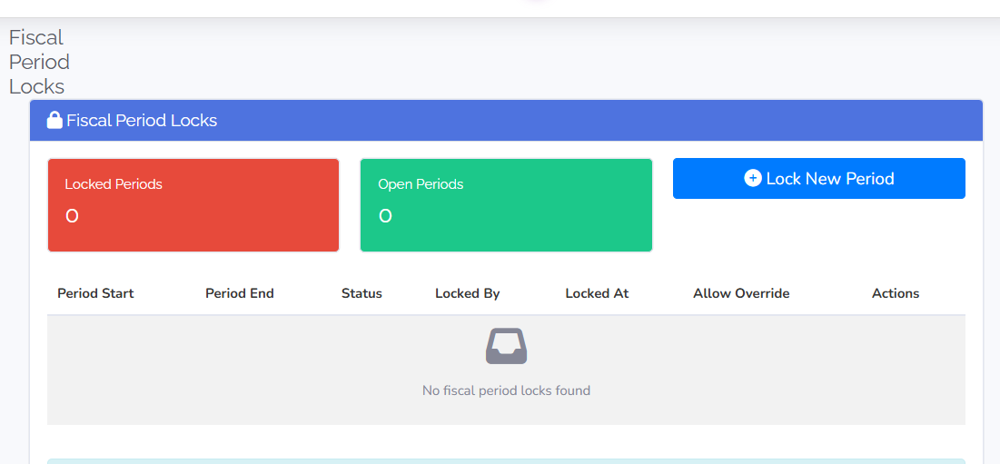 Fiscal
Period
Locks
Fiscal Period Locks
Locked Periods
0
Open Periods
0
Lock New Period
Period Start Period End Status Locked By Locked At Allow Override Actions
No fiscal period locks found